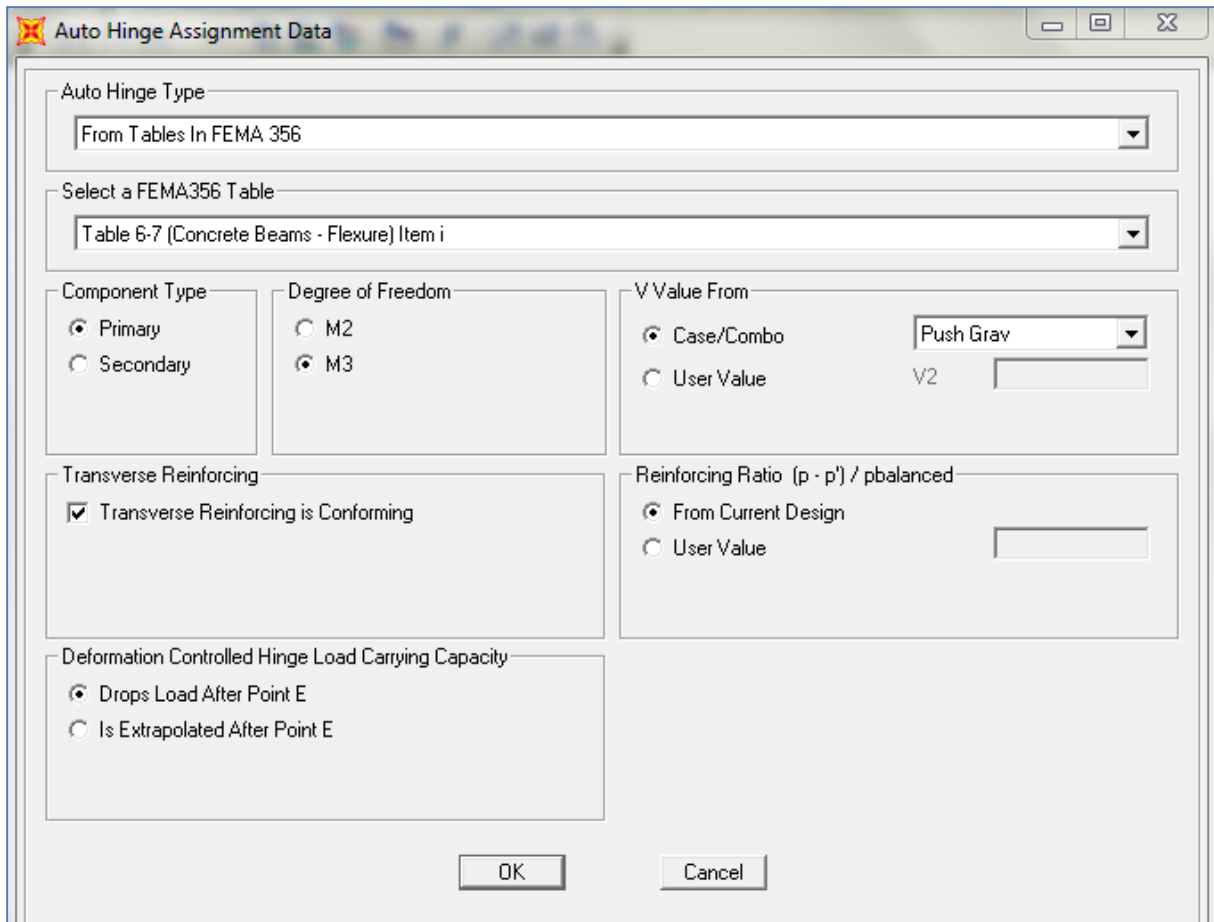 Auto Hinge Assignment Data
Auto Hinge Type
From Tables In FEMA 356
Select a FEMA356 Table
Table 6-7 (Concrete Beams - Flexure) Item i
Component Type
Primary
Secondary
Degree of Freedom
M2
M3
V Value From
Case/Combo
Push Grav
User Value
V2
Transverse Reinforcing
Transverse Reinforcing is Conforming
Reinforcing Ratio (p - p') / pbalanced
From Current Design
User Value
Deformation Controlled Hinge Load Carrying Capacity
Drops Load After Point E
Is Extrapolated After Point E
OK
Cancel